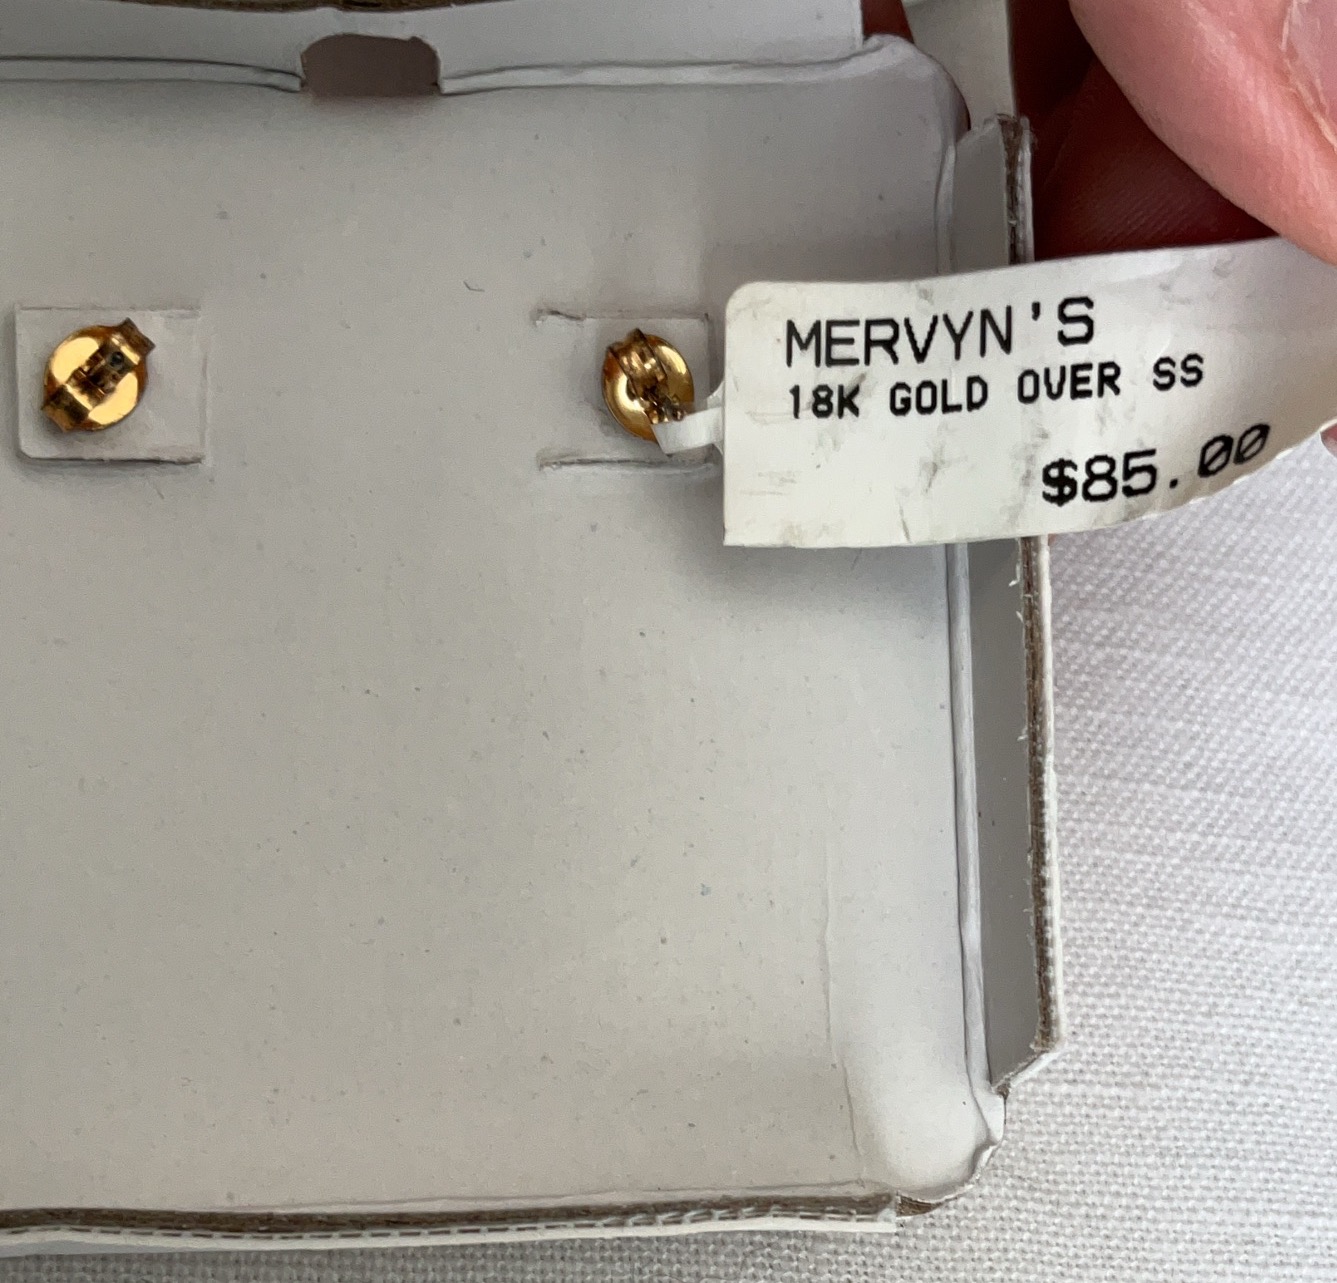 MERVYN'S
18K GOLD OVER SS
$85.00